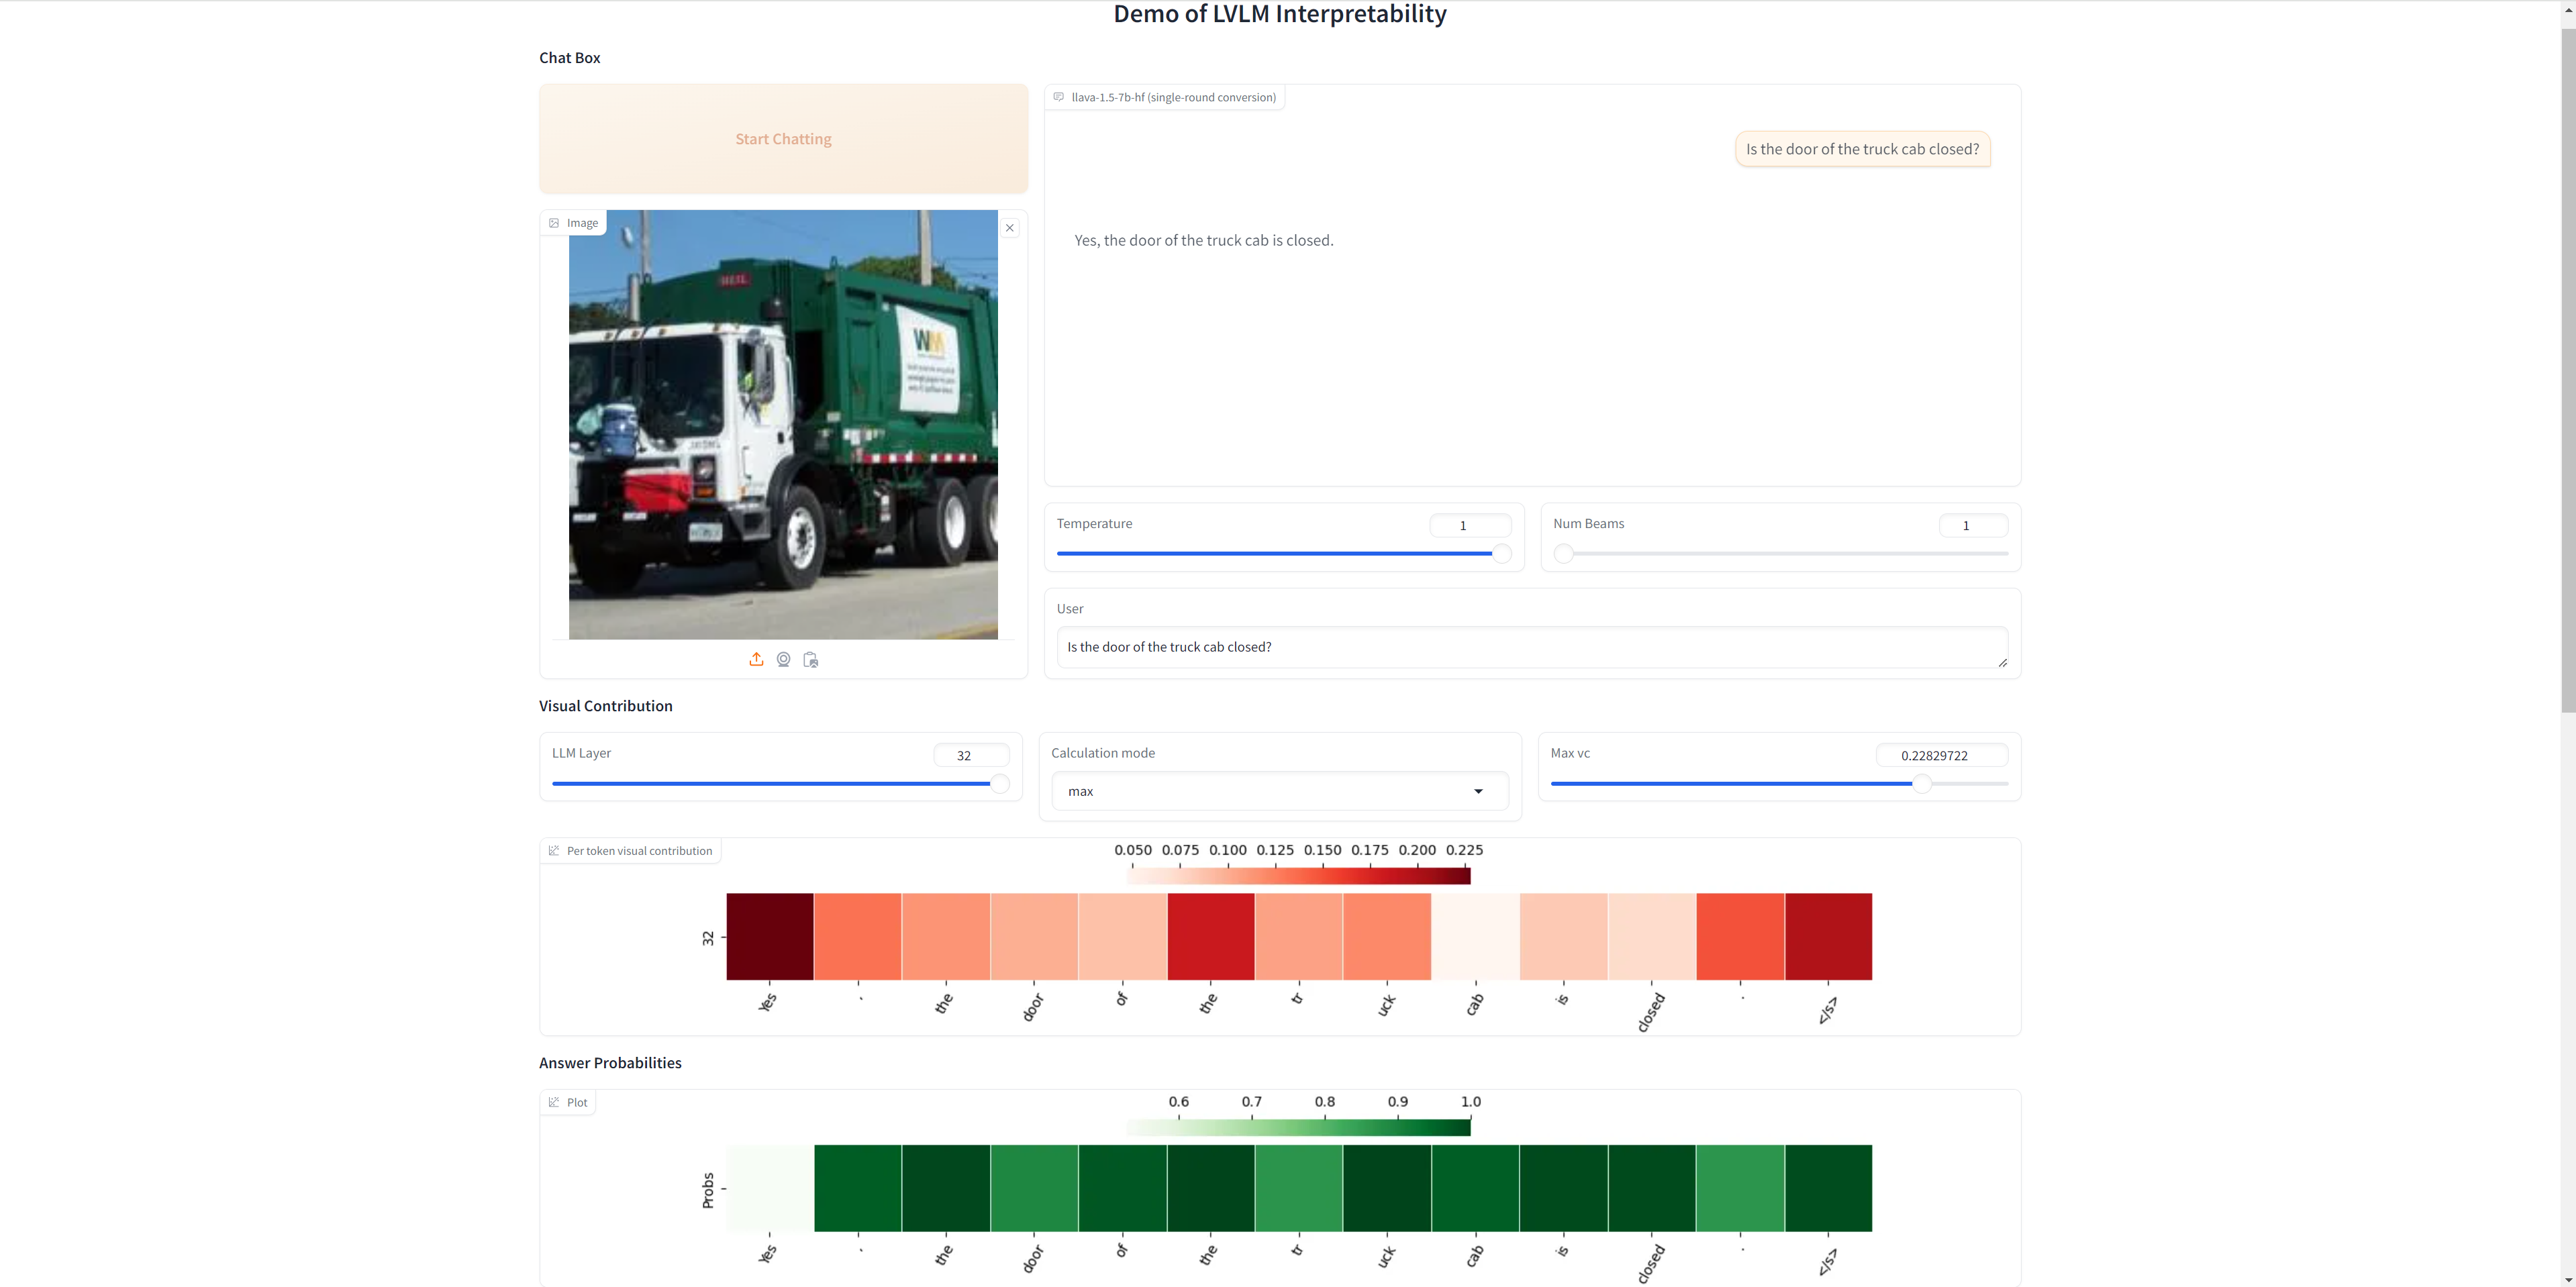 Demo of LVLM Interpretability
Chat Box
Start Chatting
llava-1.5-7b-hf (single-round conversion)
Is the door of the truck cab closed?
Yes, the door of the truck cab is closed.
Image
HEIL
WM
Temperature
1
Num Beams
1
User
Is the door of the truck cab closed?
Visual Contribution
LLM Layer
32
Calculation mode
max
Max vc
0.22829722
Per token visual contribution
0.050 0.075 0.100 0.125 0.150 0.175 0.200 0.225
32
Yes , the door of the tr uck cab is closed . </s>
Answer Probabilities
Plot
0.6 0.7 0.8 0.9 1.0
Probs
Yes , the door of the tr uck cab is closed . </s>